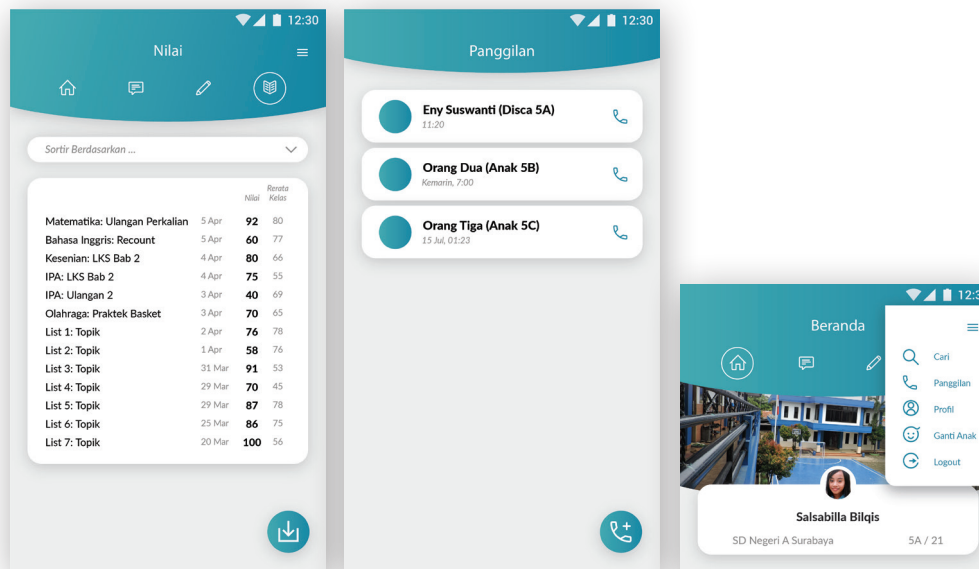 12:30
Nilai
Sortir Berdasarkan ...
Nilai Rerata Kelas
Matematika: Ulangan Perkalian 5 Apr 92 80
Bahasa Inggris: Recount 5 Apr 60 77
Kesenian: LKS Bab 2 4 Apr 80 66
IPA: LKS Bab 2 4 Apr 75 55
IPA: Ulangan 2 3 Apr 40 69
Olahraga: Praktek Basket 3 Apr 70 65
List 1: Topik 2 Apr 76 78
List 2: Topik 1 Apr 58 76
List 3: Topik 31 Mar 91 53
List 4: Topik 29 Mar 70 45
List 5: Topik 29 Mar 87 78
List 6: Topik 25 Mar 86 75
List 7: Topik 20 Mar 100 56
12:30
Panggilan
Eny Suswanti (Disca 5A)
11:20
Orang Dua (Anak 5B)
Kemarin, 7:00
Orang Tiga (Anak 5C)
15 Jul, 01:23
12:3
Beranda
Cari
Panggilan
Profil
Ganti Anak
Logout
Salsabilla Bilqis
SD Negeri A Surabaya 5A / 21